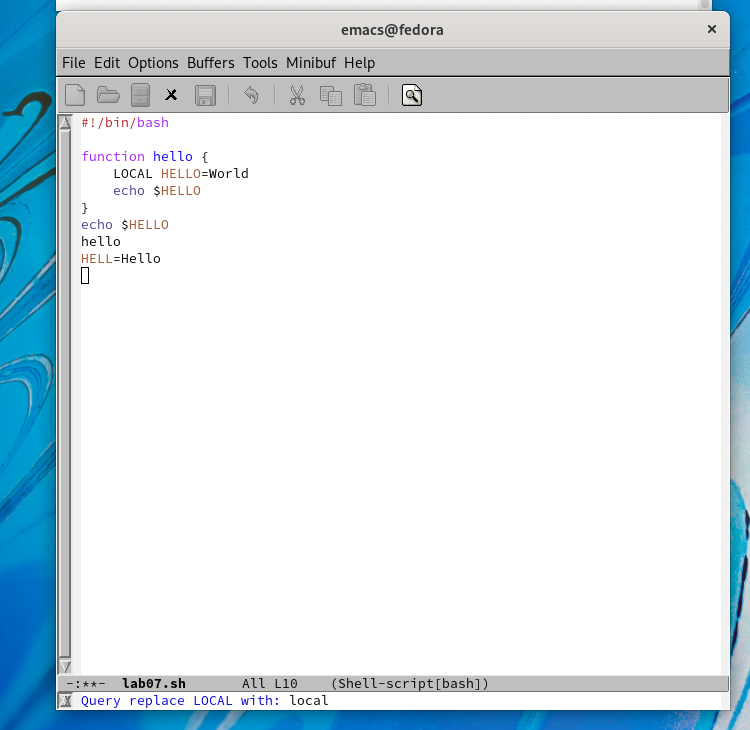 emacs@fedora
File Edit Options Buffers Tools Minibuf Help
#!/bin/bash
function hello {
    LOCAL HELLO=World
    echo $HELLO
}
echo $HELLO
hello
HELL=Hello
-:**-  lab07.sh       All L10    (Shell-script[bash])
Query replace LOCAL with: local